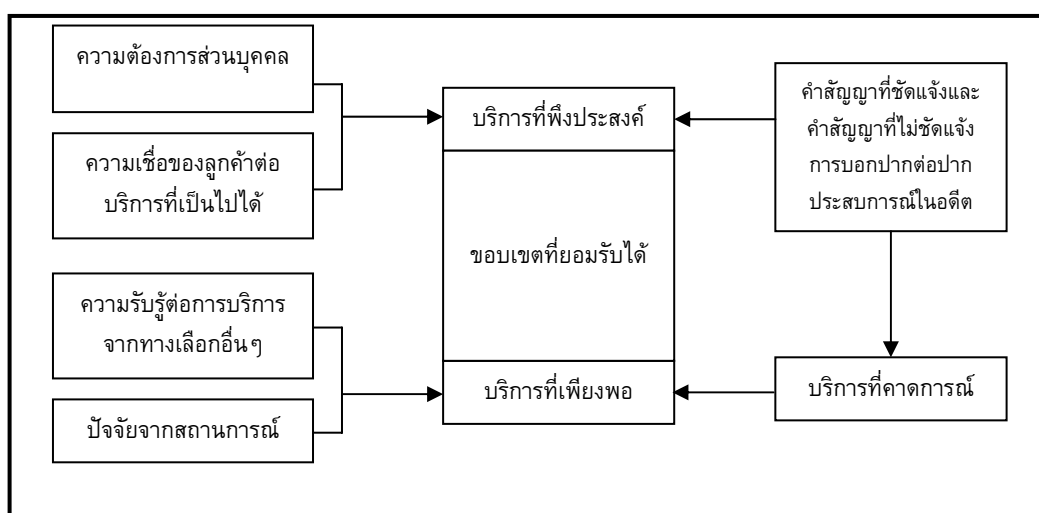 ความต้องการส่วนบุคคล
ความเชื่อของลูกค้าต่อ
บริการที่เป็นไปได้
ความรับรู้ต่อการบริการ
จากทางเลือกอื่นๆ
ปัจจัยจากสถานการณ์
บริการที่พึงประสงค์
ขอบเขตที่ยอมรับได้
บริการที่เพียงพอ
คำสัญญาที่ชัดแจ้งและ
คำสัญญาที่ไม่ชัดแจ้ง
การบอกปากต่อปาก
ประสบการณ์ในอดีต
บริการที่คาดการณ์